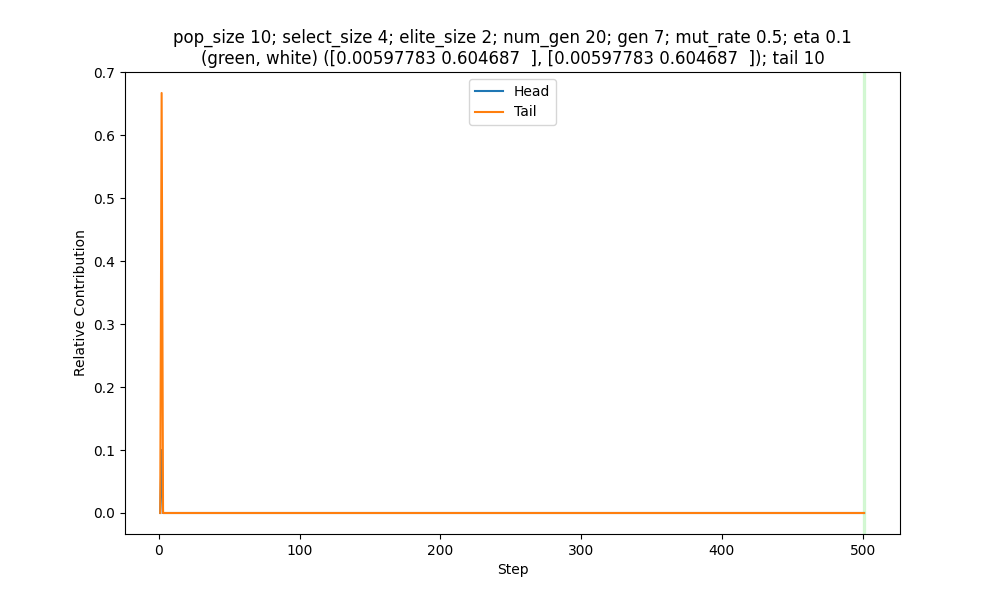 pop_size 10; select_size 4; elite_size 2; num_gen 20; gen 7; mut_rate 0.5; eta 0.1
(green, white) ([0.00597783 0.604687  ], [0.00597783 0.604687  ]); tail 10
Head
Tail
0.7
0.6
0.5
0.4
0.3
0.2
0.1
0.0
Relative Contribution
0 100 200 300 400 500
Step